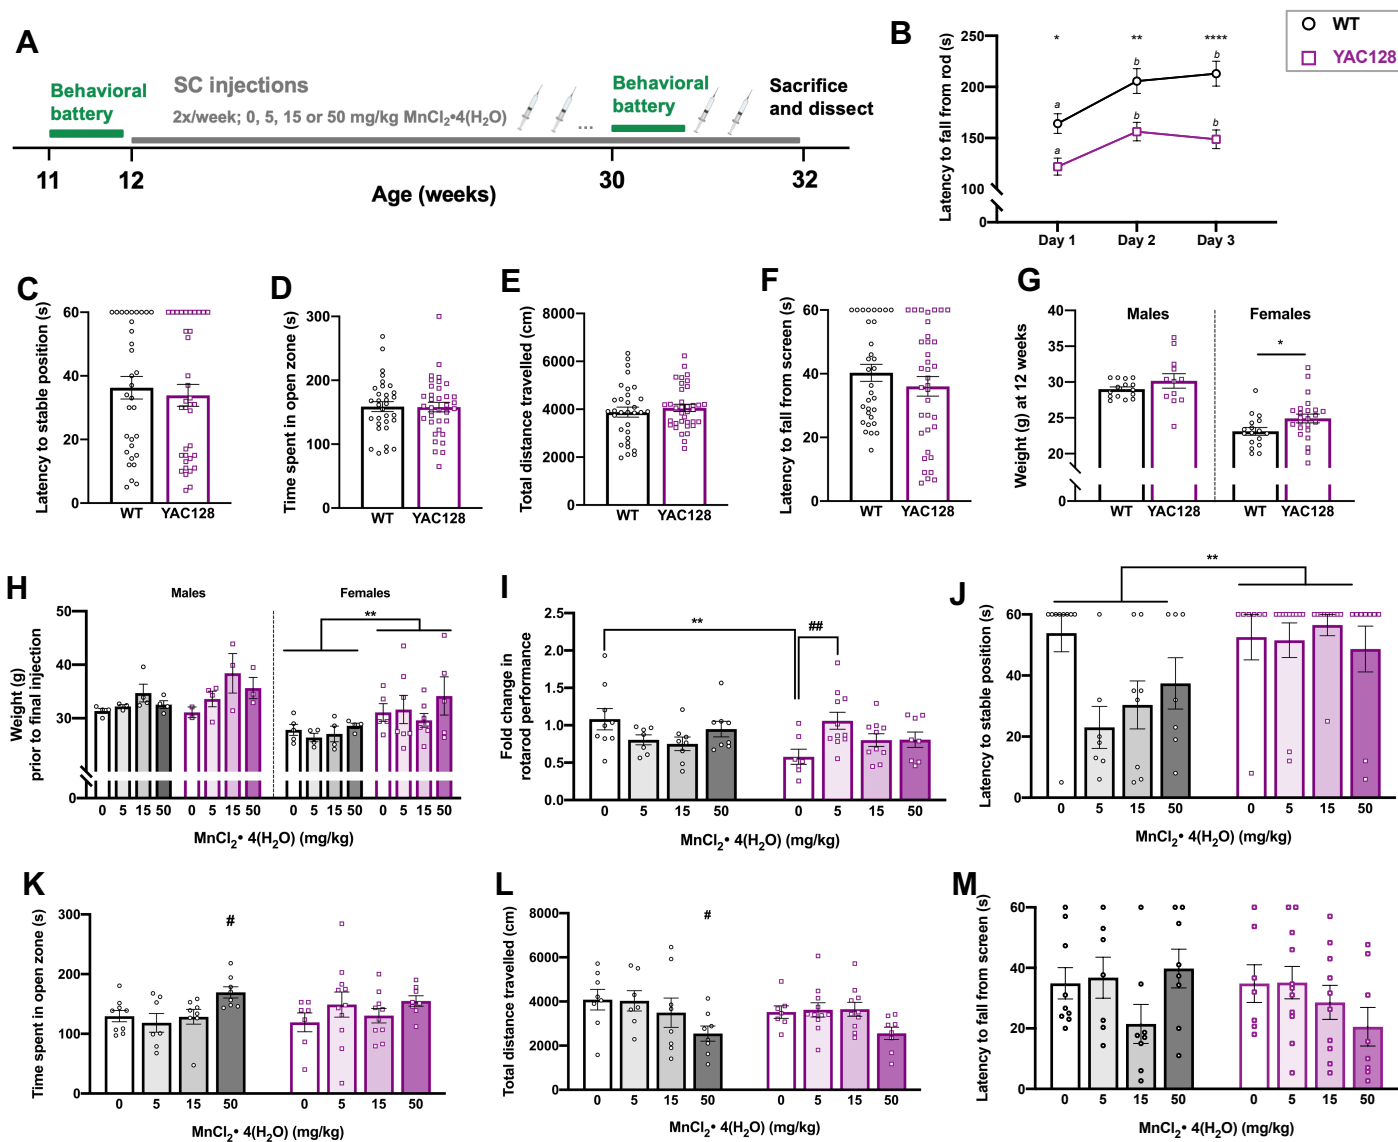 A
Behavioral
battery
SC injections
2x/week; 0, 5, 15 or 50 mg/kg MnCl2•4(H2O)
...
Behavioral
battery
Sacrifice
and dissect
11
12
30
32
Age (weeks)
B
WT
YAC128
Latency to fall from rod (s)
250
200
150
100
0
*
**
****
a
b
b
a
b
b
Day 1
Day 2
Day 3
C
Latency to stable position (s)
60
40
20
0
WT
YAC128
D
Time spent in open zone (s)
300
200
100
0
WT
YAC128
E
Total distance travelled (cm)
8000
6000
4000
2000
0
WT
YAC128
F
Latency to fall from screen (s)
60
40
20
0
WT
YAC128
G
Weight (g) at 12 weeks
40
30
25
20
0
Males
Females
*
WT
YAC128
WT
YAC128
H
Weight (g)
prior to final injection
50
40
30
0
Males
Females
**
0 5 15 50 0 5 15 50 0 5 15 50 0 5 15 50
MnCl2• 4(H2O) (mg/kg)
I
Fold change in
rotarod performance
2.5
2.0
1.5
1.0
0.5
0.0
**
##
0 5 15 50 0 5 15 50
MnCl2• 4(H2O) (mg/kg)
J
Latency to stable position (s)
60
40
20
0
**
0 5 15 50 0 5 15 50
MnCl2• 4(H2O) (mg/kg)
K
Time spent in open zone (s)
300
200
100
0
#
0 5 15 50 0 5 15 50
MnCl2• 4(H2O) (mg/kg)
L
Total distance travelled (cm)
8000
6000
4000
2000
0
#
0 5 15 50 0 5 15 50
MnCl2• 4(H2O) (mg/kg)
M
Latency to fall from screen (s)
60
40
20
0
0 5 15 50 0 5 15 50
MnCl2• 4(H2O) (mg/kg)